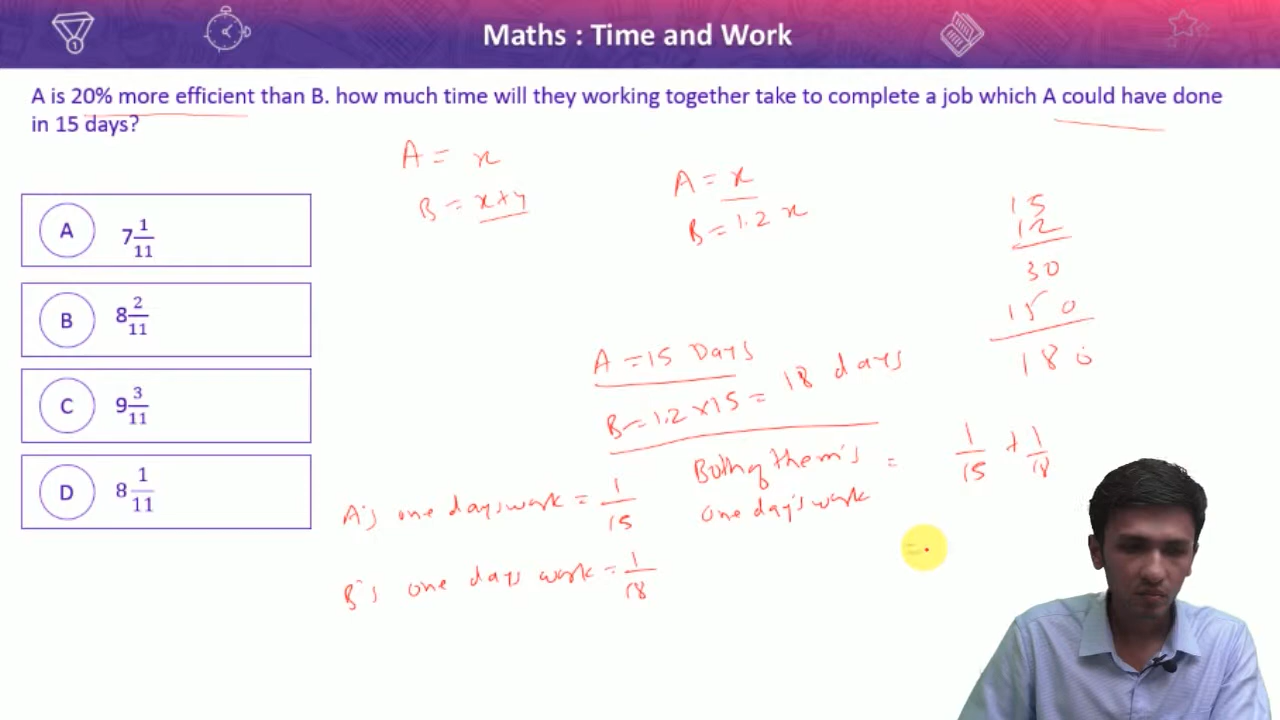 Maths : Time and Work
A is 20% more efficient than B. how much time will they working together take to complete a job which A could have done
in 15 days?
A 7 1/11
B 8 2/11
C 9 3/11
D 8 1/11
A = x
B = x+y
A = x
B = 1.2 x
15
12
30
150
180
A = 15 Days
B = 1.2 x 15 = 18 days
A's one days work = 1/15
B's one days work = 1/18
Both of them's
one day's work = 1/15 + 1/18
=